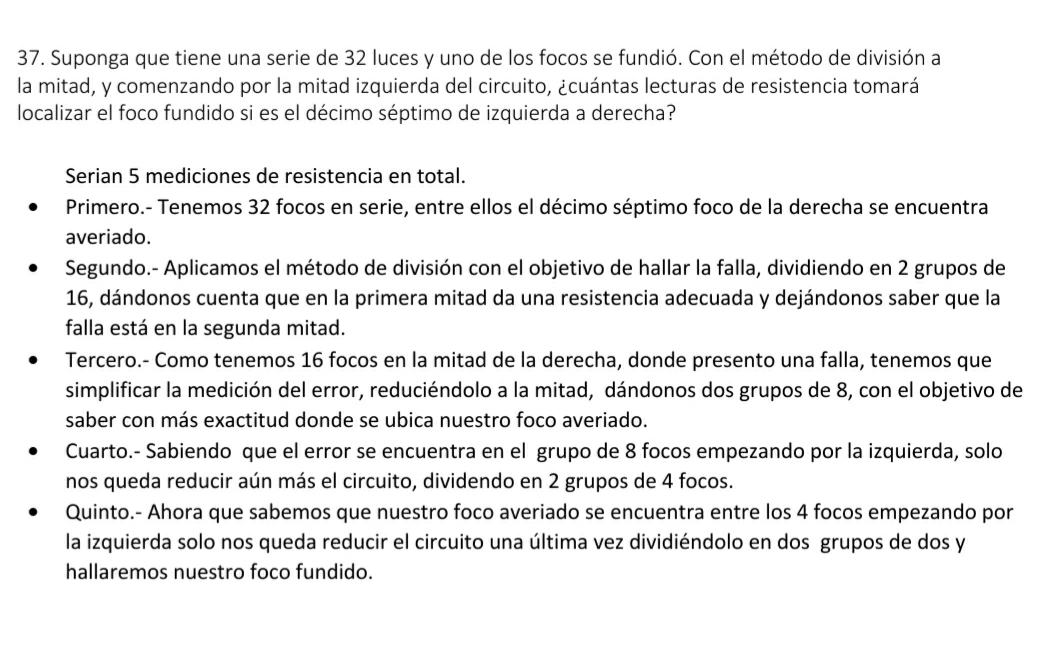 37. Suponga que tiene una serie de 32 luces y uno de los focos se fundió. Con el método de división a
la mitad, y comenzando por la mitad izquierda del circuito, ¿cuántas lecturas de resistencia tomará
localizar el foco fundido si es el décimo séptimo de izquierda a derecha?
Serian 5 mediciones de resistencia en total.
• Primero.- Tenemos 32 focos en serie, entre ellos el décimo séptimo foco de la derecha se encuentra
averiado.
• Segundo.- Aplicamos el método de división con el objetivo de hallar la falla, dividiendo en 2 grupos de
16, dándonos cuenta que en la primera mitad da una resistencia adecuada y dejándonos saber que la
falla está en la segunda mitad.
• Tercero.- Como tenemos 16 focos en la mitad de la derecha, donde presento una falla, tenemos que
simplificar la medición del error, reduciéndolo a la mitad,  dándonos dos grupos de 8, con el objetivo de
saber con más exactitud donde se ubica nuestro foco averiado.
• Cuarto.- Sabiendo  que el error se encuentra en el  grupo de 8 focos empezando por la izquierda, solo
nos queda reducir aún más el circuito, dividendo en 2 grupos de 4 focos.
• Quinto.- Ahora que sabemos que nuestro foco averiado se encuentra entre los 4 focos empezando por
la izquierda solo nos queda reducir el circuito una última vez dividiéndolo en dos  grupos de dos y
hallaremos nuestro foco fundido.